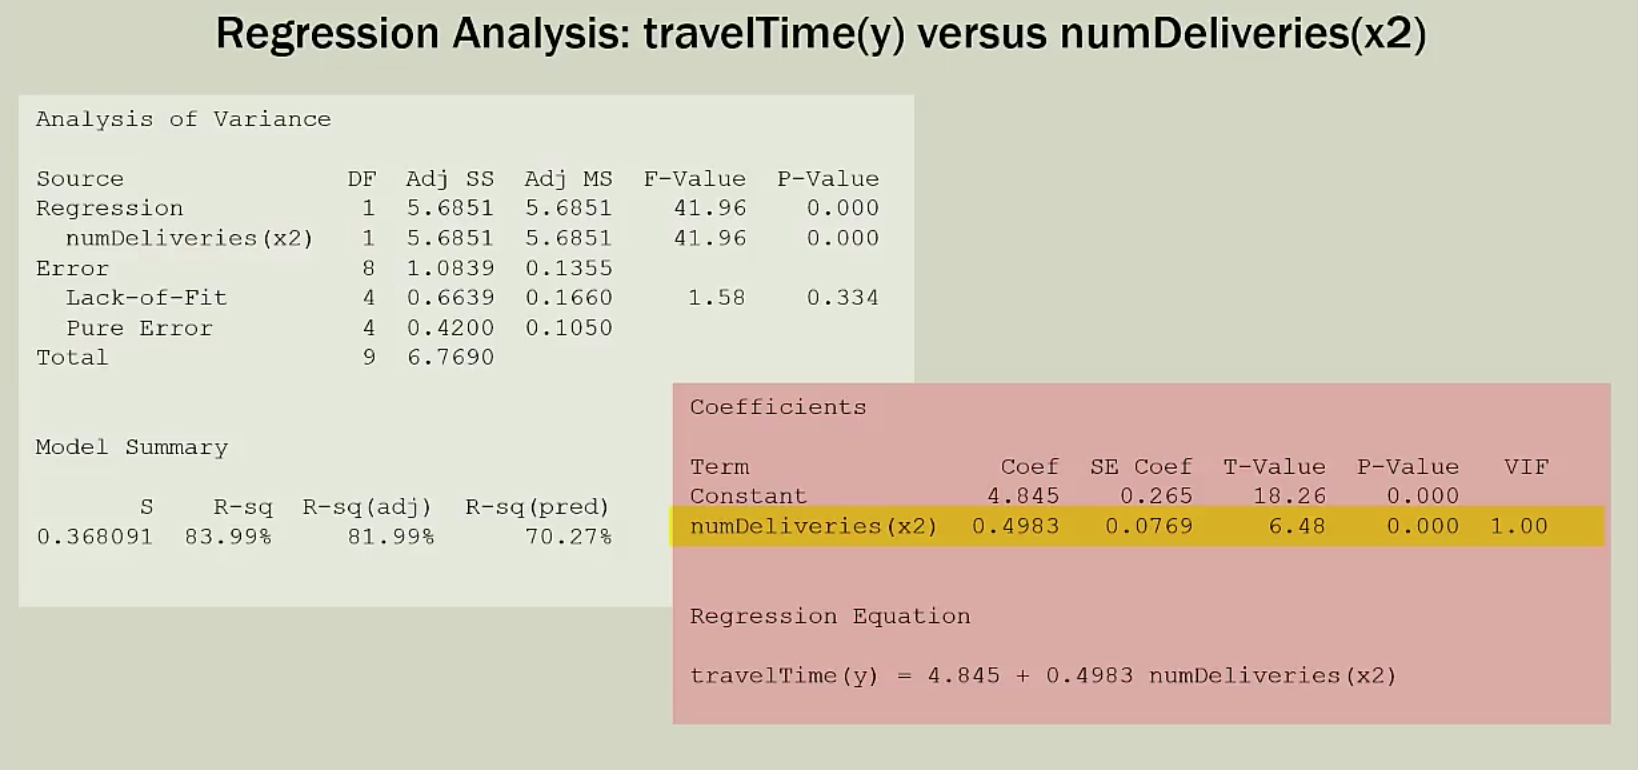 Regression Analysis: travelTime(y) versus numDeliveries(x2)
Analysis of Variance
Source DF Adj SS Adj MS F-Value P-Value
Regression 1 5.6851 5.6851 41.96 0.000
numDeliveries(x2) 1 5.6851 5.6851 41.96 0.000
Error 8 1.0839 0.1355
Lack-of-Fit 4 0.6639 0.1660 1.58 0.334
Pure Error 4 0.4200 0.1050
Total 9 6.7690
Model Summary
S R-sq R-sq(adj) R-sq(pred)
0.368091 83.99% 81.99% 70.27%
Coefficients
Term Coef SE Coef T-Value P-Value VIF
Constant 4.845 0.265 18.26 0.000
numDeliveries(x2) 0.4983 0.0769 6.48 0.000 1.00
Regression Equation
travelTime(y) = 4.845 + 0.4983 numDeliveries(x2)